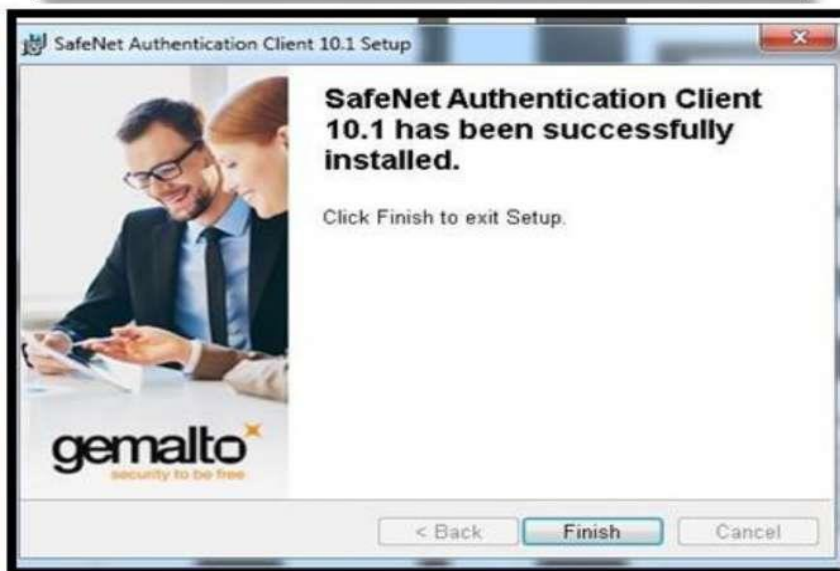 SafeNet Authentication Client 10.1 Setup
SafeNet Authentication Client
10.1 has been successfully
installed.
Click Finish to exit Setup.
gemalto
security to be free
< Back
Finish
Cancel